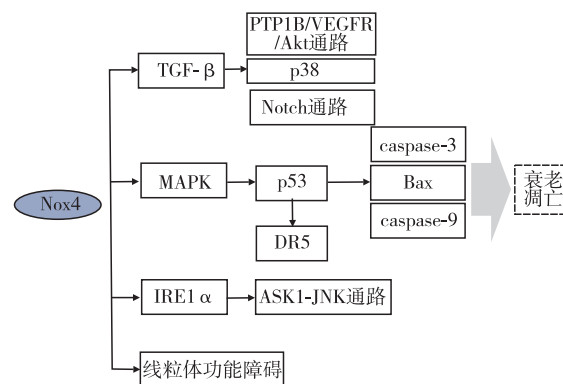 PTP1B/VEGFR
/Akt通路
TGF-β
p38
Notch通路
caspase-3
MAPK
p53
Bax
衰老
凋亡
Nox4
caspase-9
DR5
IRE1α
ASK1-JNK通路
线粒体功能障碍